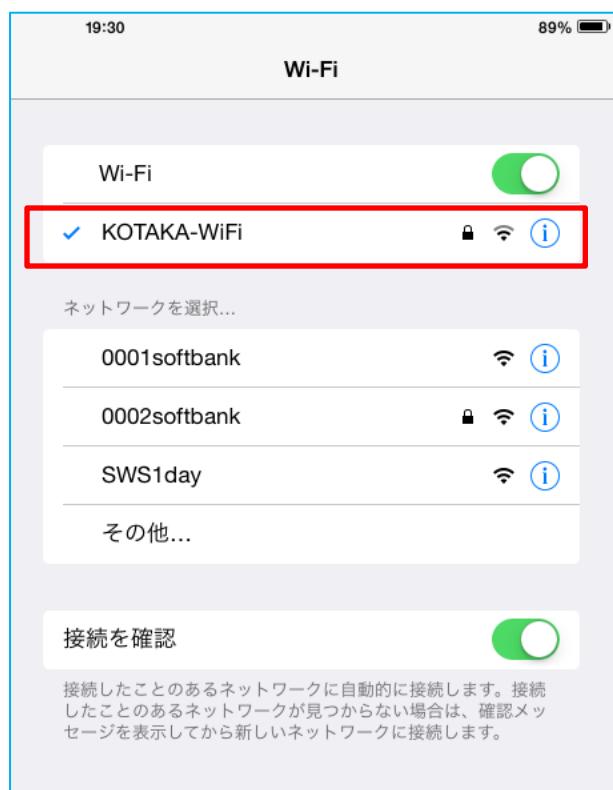 19:30 89%
Wi-Fi
Wi-Fi
KOTAKA-WiFi
ネットワークを選択...
0001softbank
0002softbank
SWS1day
その他...
接続を確認
接続したことのあるネットワークに自動的に接続します。接続
したことのあるネットワークが見つからない場合は、確認メッ
セージを表示してから新しいネットワークに接続します。